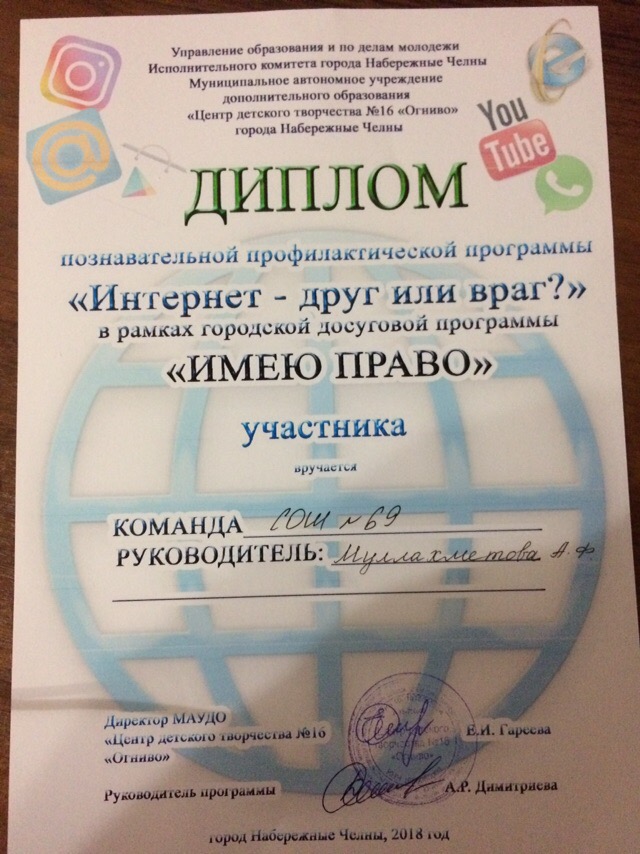 Управление образования и по делам молодежи
Исполнительного комитета города Набережные Челны
Муниципальное автономное учреждение
дополнительного образования
«Центр детского творчества №16 «Огниво»
города Набережные Челны
You
Tube
@
ДИПЛОМ
познавательной профилактической программы
«Интернет - друг или враг?»
в рамках городской досуговой программы
«ИМЕЮ ПРАВО»
участника
вручается
КОМАНДА СОШ №69
РУКОВОДИТЕЛЬ: Муллахметова А.Ф.
Директор МАУДО
«Центр детского творчества №16
«Огниво»
Е.И. Гареева
Руководитель программы А.Р. Димитриева
творчества №16
«Огниво»
город Набережные Челны, 2018 год